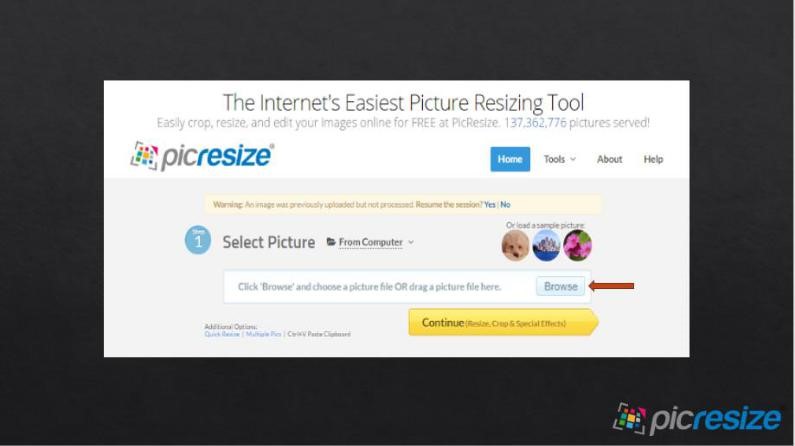 The Internet's Easiest Picture Resizing Tool
Easily crop, resize, and edit your images online for FREE at PicResize. 137,362,776 pictures served!
picresize®
Home Tools About Help
Warning: An image was previously uploaded but not processed. Resume the session? Yes | No
Or load a sample picture:
Step
1
Select Picture From Computer
Click 'Browse' and choose a picture file OR drag a picture file here. Browse
Continue (Resize, Crop & Special Effects)
Additional Options:
Quick Resize | Multiple Pics | Ctrl+V Paste Clipboard
picresize